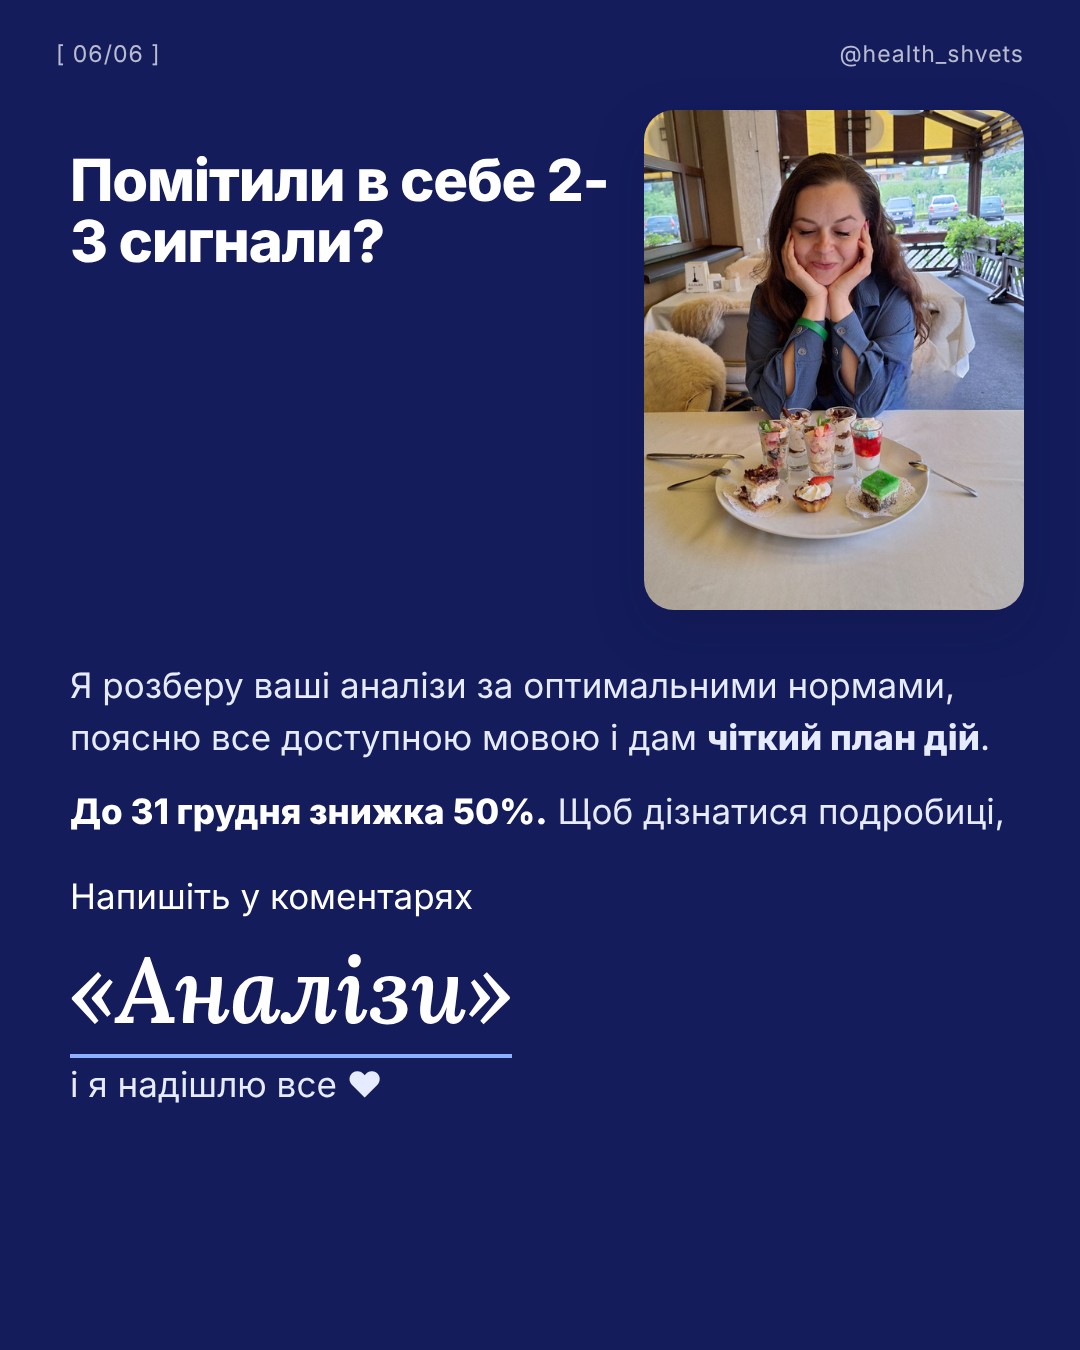 [ 06/06 ]
@health_shvets
Помітили в себе 2-
3 сигнали?
Я розберу ваші аналізи за оптимальними нормами,
поясню все доступною мовою і дам чіткий план дій.
До 31 грудня знижка 50%. Щоб дізнатися подробиці,
Напишіть у коментарях
«Аналізи»
і я надішлю все ♥